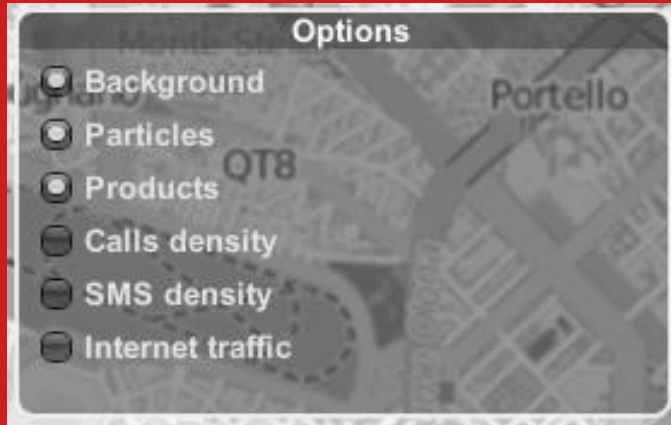 Options
Background
Portello
Particles
QT8
Products
Calls density
SMS density
Internet traffic